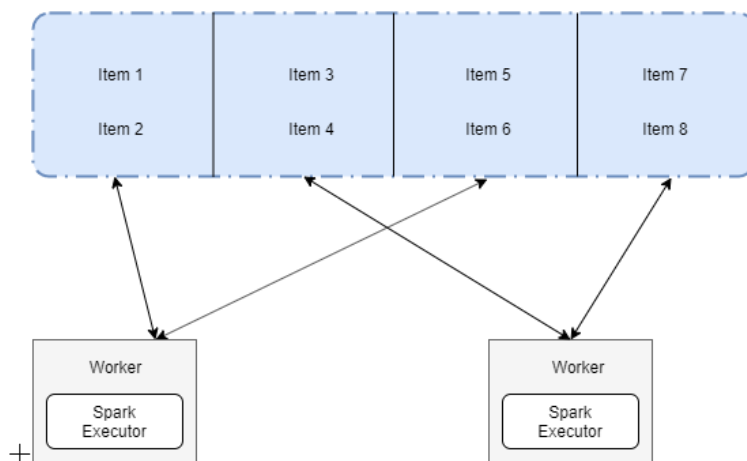 Item 1
Item 3
Item 5
Item 7
Item 2
Item 4
Item 6
Item 8
Worker
Worker
Spark
Executor
Spark
Executor